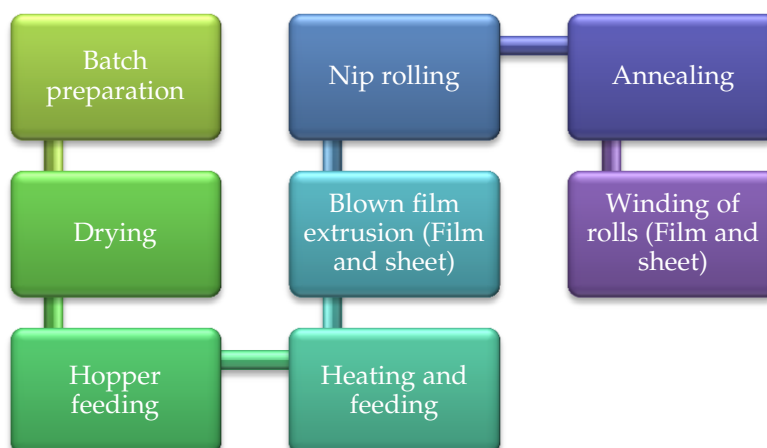 Batch
preparation
Drying
Hopper
feeding
Heating and
feeding
Blown film
extrusion (Film
and sheet)
Nip rolling
Annealing
Winding of
rolls (Film and
sheet)